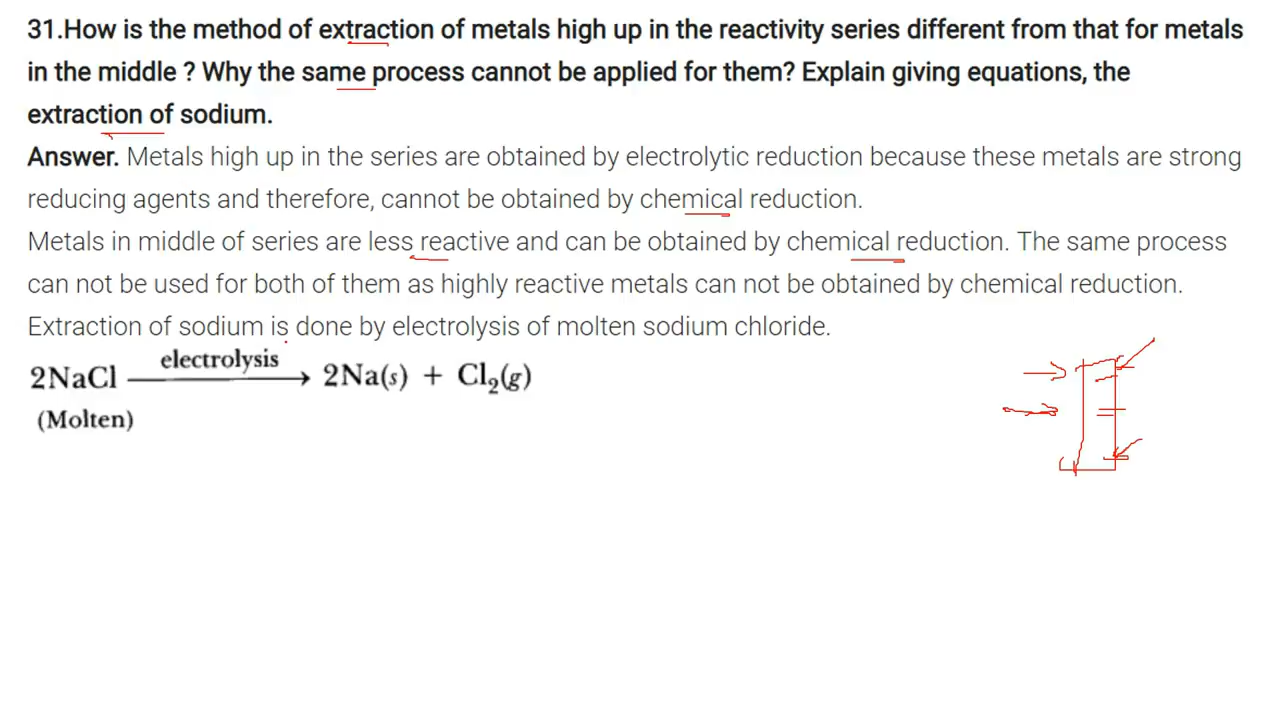 31.How is the method of extraction of metals high up in the reactivity series different from that for metals
in the middle ? Why the same process cannot be applied for them? Explain giving equations, the
extraction of sodium.
Answer. Metals high up in the series are obtained by electrolytic reduction because these metals are strong
reducing agents and therefore, cannot be obtained by chemical reduction.
Metals in middle of series are less reactive and can be obtained by chemical reduction. The same process
can not be used for both of them as highly reactive metals can not be obtained by chemical reduction.
Extraction of sodium is done by electrolysis of molten sodium chloride.
2NaCl electrolysis → 2Na(s) + Cl₂(g)
(Molten)